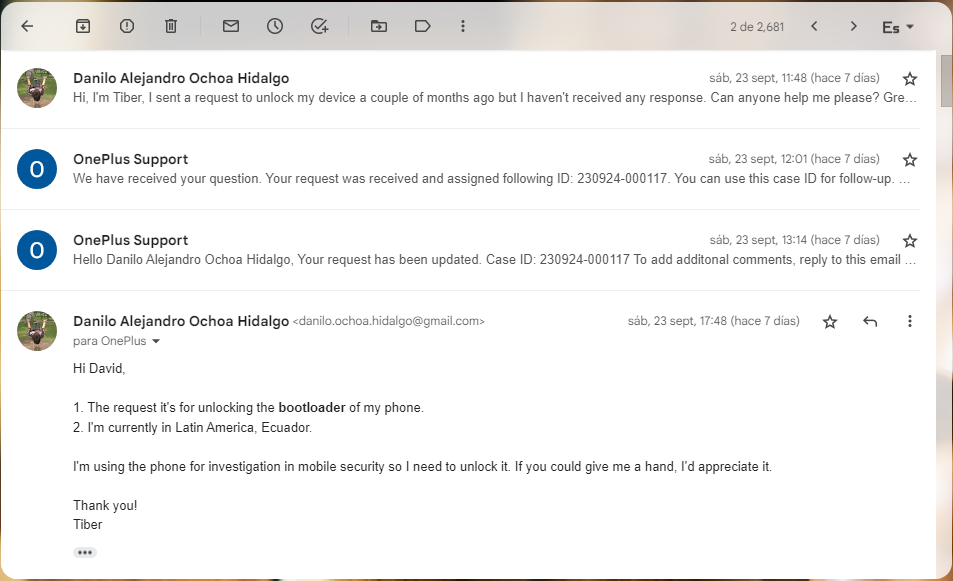 2 de 2,681
Es
Danilo Alejandro Ochoa Hidalgo
sáb, 23 sept, 11:48 (hace 7 días)
Hi, I'm Tiber, I sent a request to unlock my device a couple of months ago but I haven't received any response. Can anyone help me please? Gre...
O
OnePlus Support
sáb, 23 sept, 12:01 (hace 7 días)
We have received your question. Your request was received and assigned following ID: 230924-000117. You can use this case ID for follow-up. ...
O
OnePlus Support
sáb, 23 sept, 13:14 (hace 7 días)
Hello Danilo Alejandro Ochoa Hidalgo, Your request has been updated. Case ID: 230924-000117 To add additonal comments, reply to this email ...
Danilo Alejandro Ochoa Hidalgo <danilo.ochoa.hidalgo@gmail.com>
sáb, 23 sept, 17:48 (hace 7 días)
para OnePlus
Hi David,
1. The request it's for unlocking the bootloader of my phone.
2. I'm currently in Latin America, Ecuador.
I'm using the phone for investigation in mobile security so I need to unlock it. If you could give me a hand, I'd appreciate it.
Thank you!
Tiber